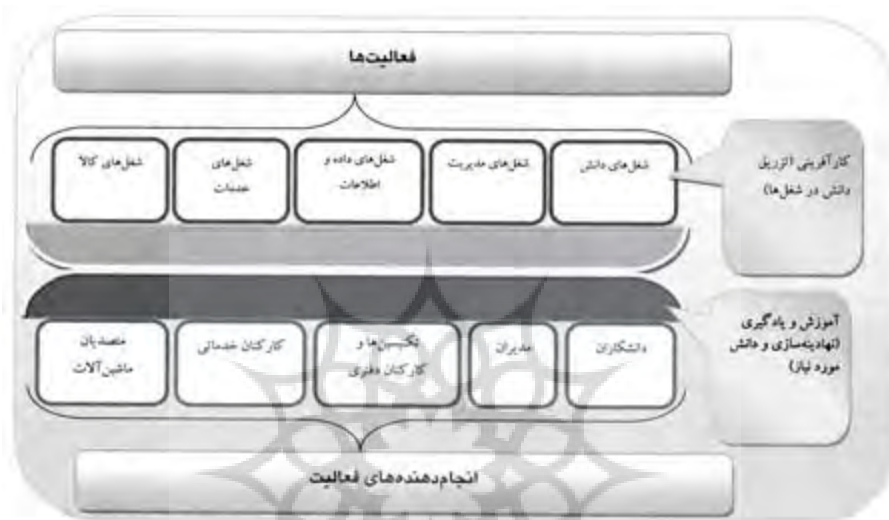 فعالیت‌ها
شغل‌های دانش
شغل‌های مدیریت
شغل‌های داده و
اطلاعات
شغل‌های
خدمات
شغل‌های کالا
کارآفرینی (تزریق
دانش در شغل‌ها)
آموزش و یادگیری
(نهادینه‌سازی و دانش
مورد نیاز)
دانشکاران
مدیران
تکنیسین‌ها و
کارکنان دفتری
کارکنان خدماتی
متصدیان
ماشین‌آلات
انجام‌دهنده‌های فعالیت